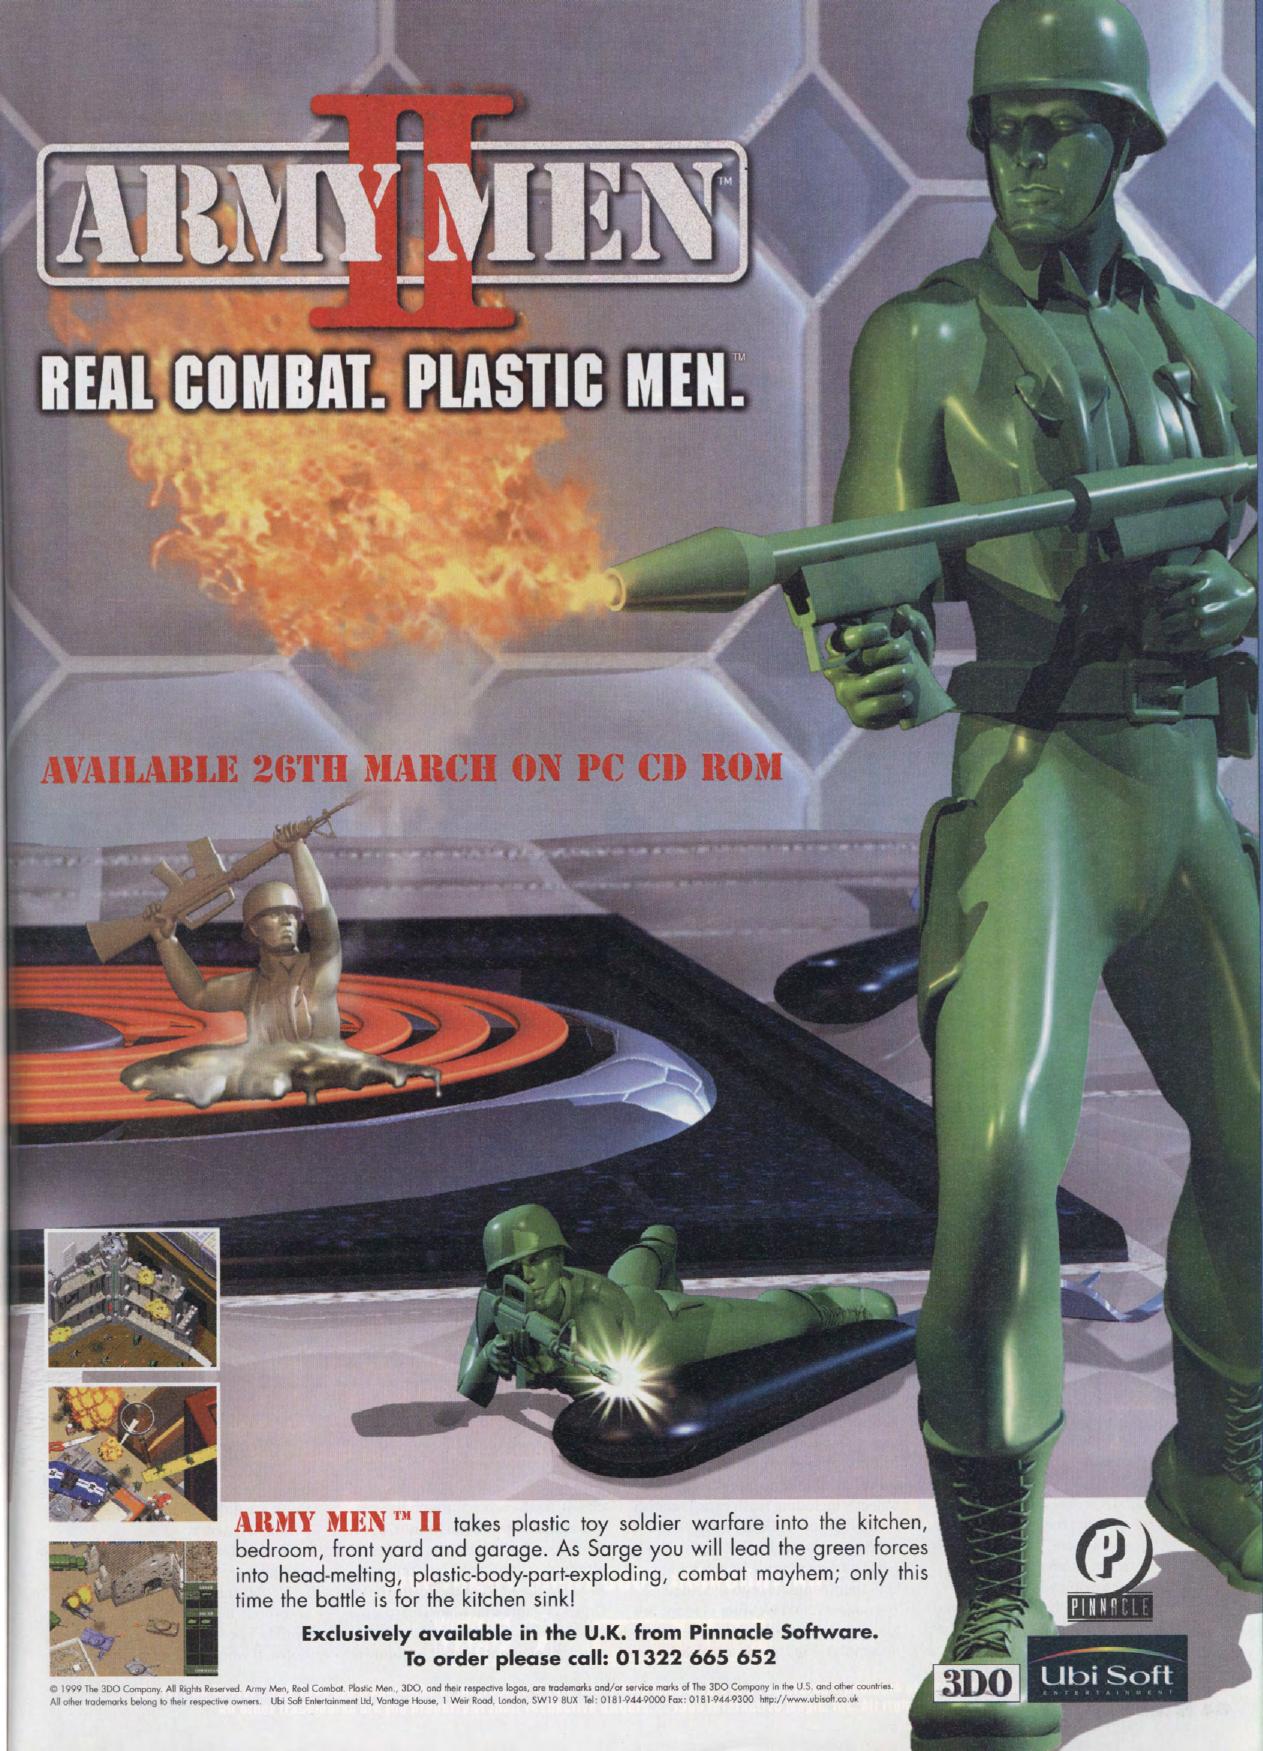 II
ARMY MEN™
REAL COMBAT. PLASTIC MEN.™
AVAILABLE 26TH MARCH ON PC CD ROM
ARMY MEN™ II takes plastic toy soldier warfare into the kitchen,
bedroom, front yard and garage. As Sarge you will lead the green forces
into head-melting, plastic-body-part-exploding, combat mayhem; only this
time the battle is for the kitchen sink!
Exclusively available in the U.K. from Pinnacle Software.
To order please call: 01322 665 652
P
PINNACLE
3DO
Ubi Soft
ENTERTAINMENT
© 1999 The 3DO Company. All Rights Reserved. Army Men, Real Combat. Plastic Men., 3DO, and their respective logos, are trademarks and/or service marks of The 3DO Company in the U.S. and other countries.
All other trademarks belong to their respective owners. Ubi Soft Entertainment Ltd, Vantage House, 1 Weir Road, London, SW19 8UX Tel: 0181-944-9000 Fax: 0181-944-9300 http://www.ubisoft.co.uk